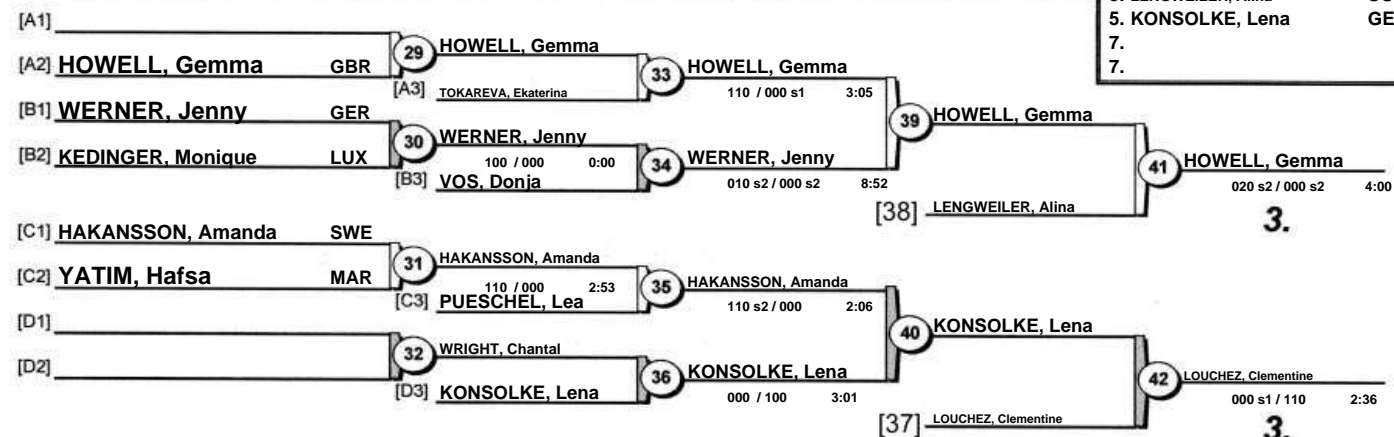 5. KONSOLKE, Lena GE
7.
7.
[A1]
[A2] HOWELL, Gemma GBR
29
HOWELL, Gemma
[A3] TOKAREVA, Ekaterina
33
HOWELL, Gemma
110 / 000 s1 3:05
[B1] WERNER, Jenny GER
[B2] KEDINGER, Monique LUX
30
WERNER, Jenny
100 / 000 0:00
[B3] VOS, Donja
34
WERNER, Jenny
010 s2 / 000 s2 8:52
39
HOWELL, Gemma
[38] LENGWEILER, Alina
41
HOWELL, Gemma
020 s2 / 000 s2 4:00
3.
[C1] HAKANSSON, Amanda SWE
[C2] YATIM, Hafsa MAR
31
HAKANSSON, Amanda
110 / 000 2:53
[C3] PUESCHEL, Lea
35
HAKANSSON, Amanda
110 s2 / 000 2:06
[D1]
[D2]
32
WRIGHT, Chantal
[D3] KONSOLKE, Lena
36
KONSOLKE, Lena
000 / 100 3:01
40
KONSOLKE, Lena
[37] LOUCHEZ, Clementine
42
LOUCHEZ, Clementine
000 s1 / 110 2:36
3.